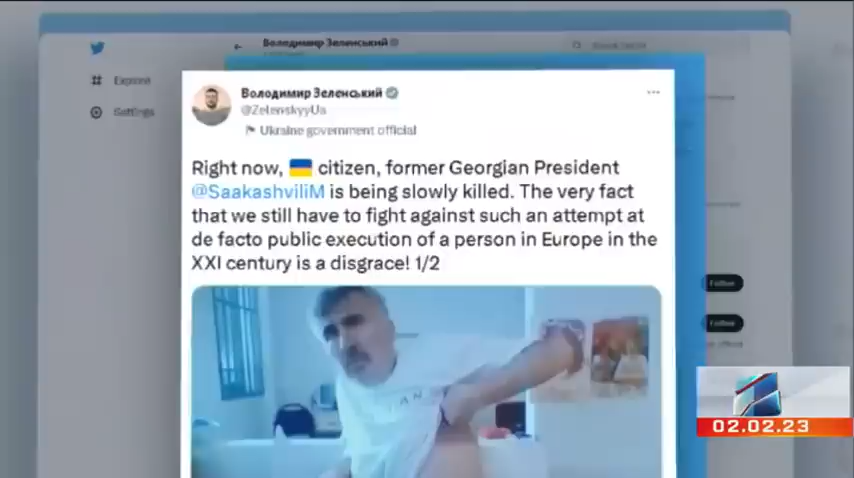 Володимир Зеленський
Explore
Settings
Володимир Зеленський
@ZelenskyyUa
Ukraine government official
Right now, 🇺🇦 citizen, former Georgian President
@SaakashviliM is being slowly killed. The very fact
that we still have to fight against such an attempt at
de facto public execution of a person in Europe in the
XXI century is a disgrace! 1/2
Follow
Follow
02.02.23